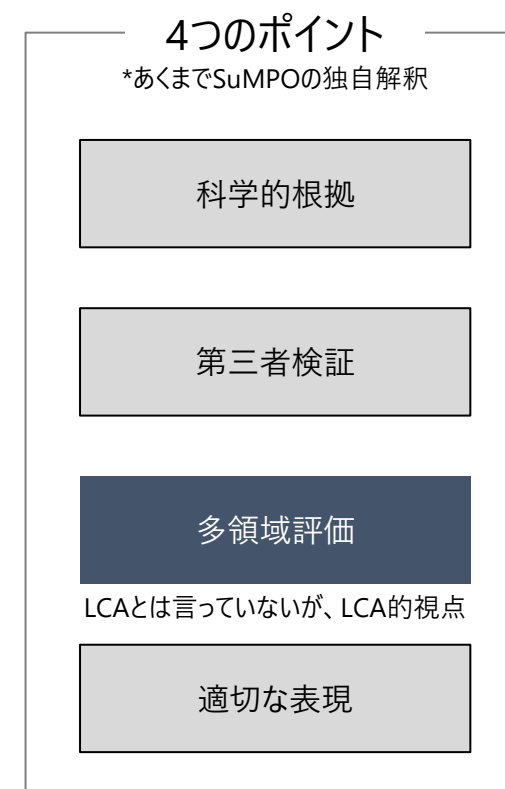 4つのポイント
*あくまでSuMPOの独自解釈
科学的根拠
第三者検証
多領域評価
LCAとは言っていないが、LCA的視点
適切な表現